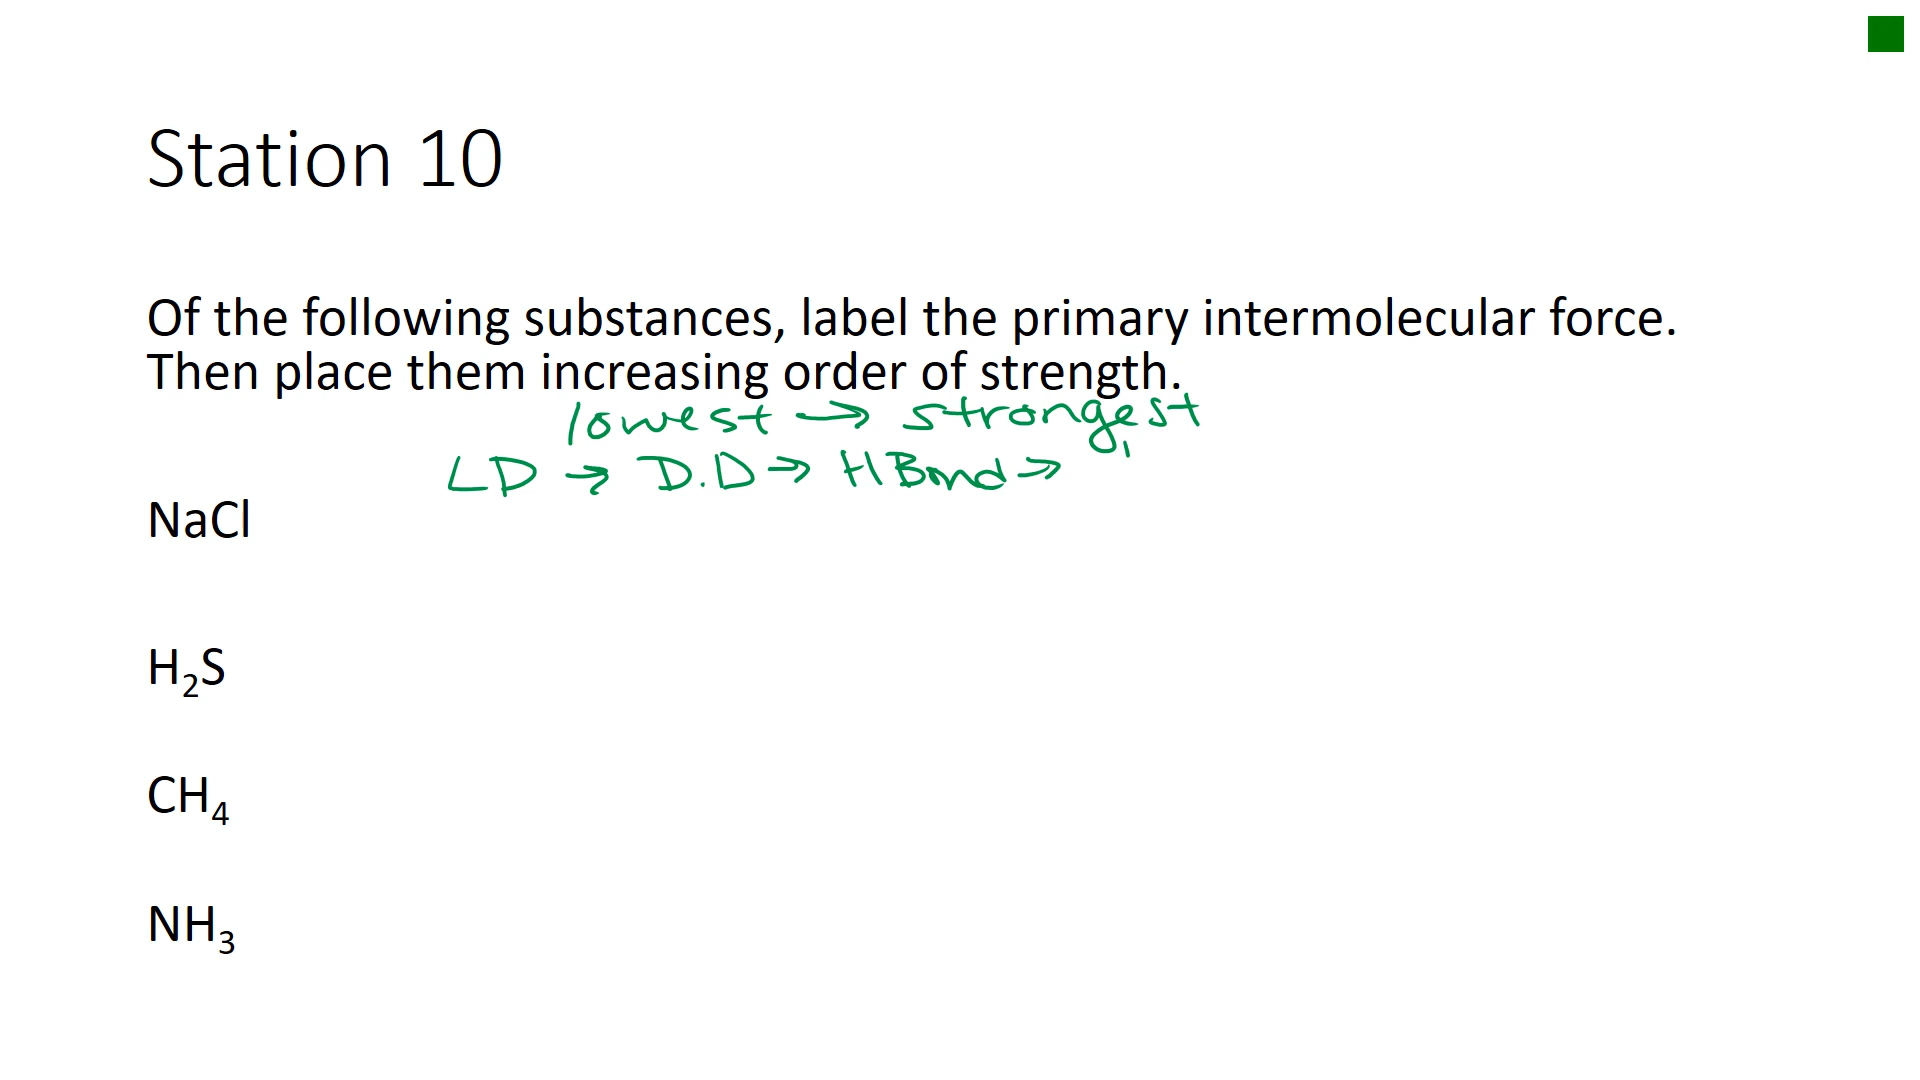 Station 10
Of the following substances, label the primary intermolecular force.
Then place them increasing order of strength.
lowest → strongest
LD → D.D → H Bond →
NaCl
H₂S
CH₄
NH₃